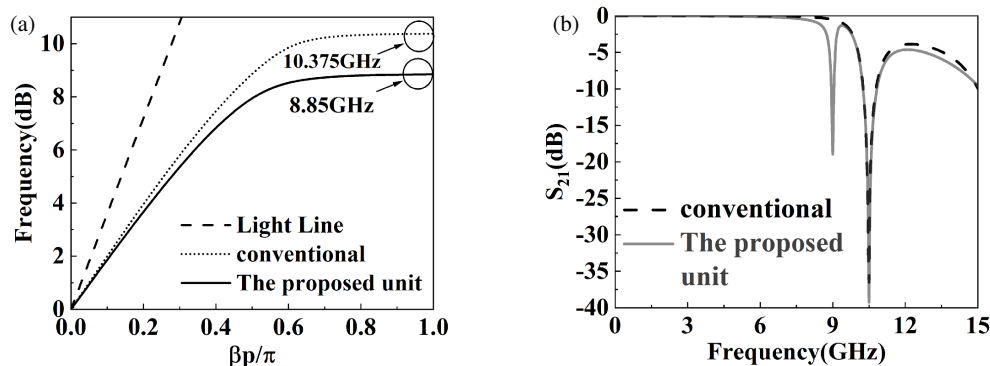 (a)
10
8
6
4
2
0
Frequency(dB)
10.375GHz
8.85GHz
Light Line
conventional
The proposed unit
0.0 0.2 0.4 0.6 0.8 1.0
βp/π
(b)
0
-5
-10
-15
-20
-25
-30
-35
-40
S21(dB)
conventional
The proposed
unit
0 3 6 9 12 15
Frequency(GHz)